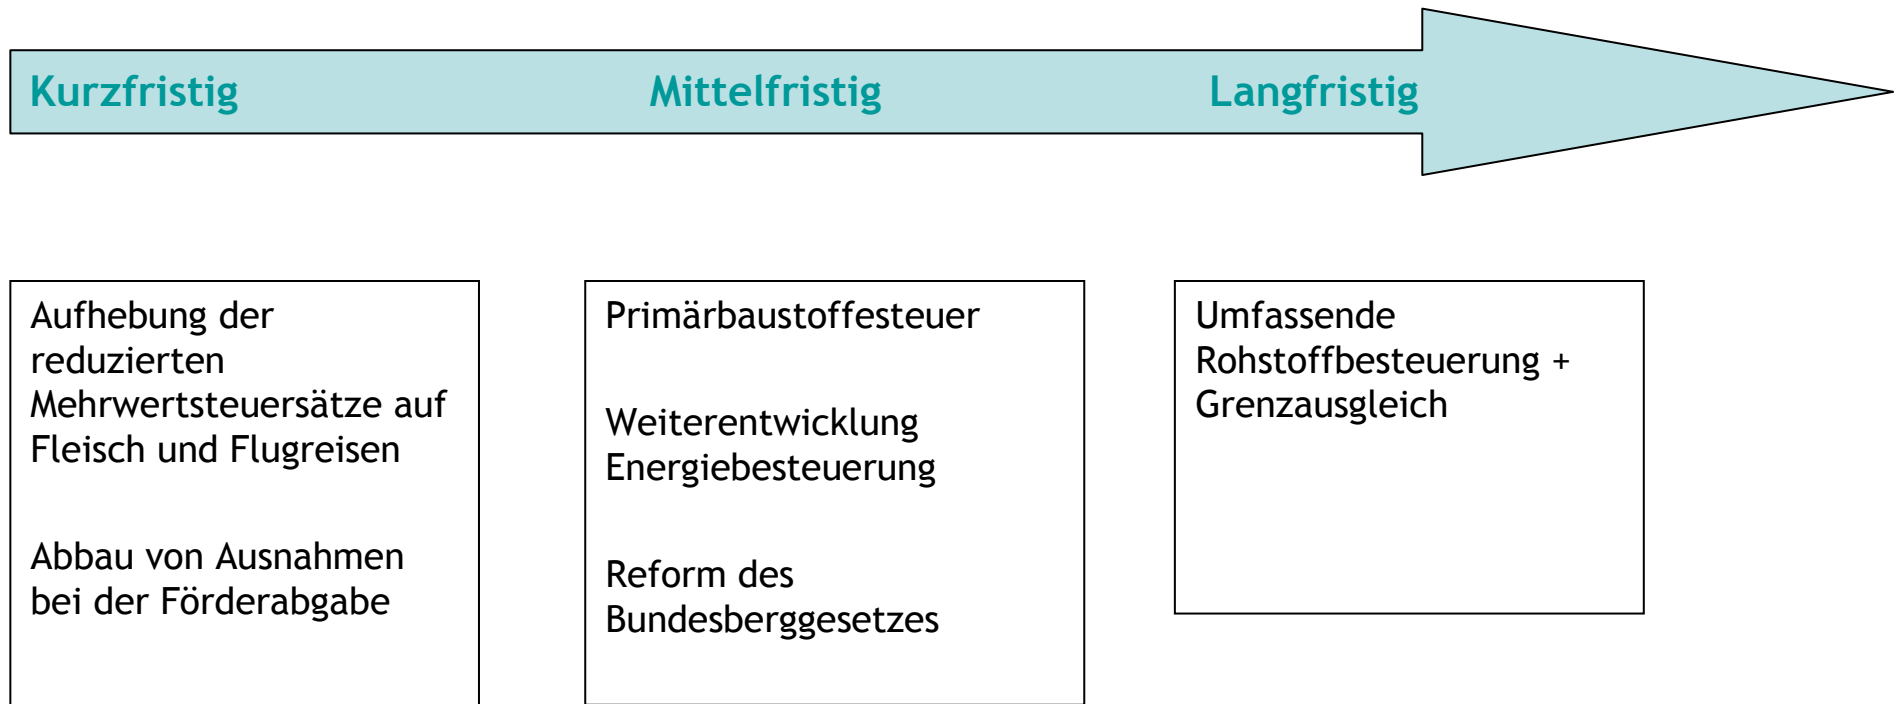 Kurzfristig
Mittelfristig
Langfristig
Aufhebung der
reduzierten
Mehrwertsteuersätze auf
Fleisch und Flugreisen
Abbau von Ausnahmen
bei der Förderabgabe
Primärbaustoffesteuer
Weiterentwicklung
Energiebesteuerung
Reform des
Bundesberggesetzes
Umfassende
Rohstoffbesteuerung +
Grenzausgleich